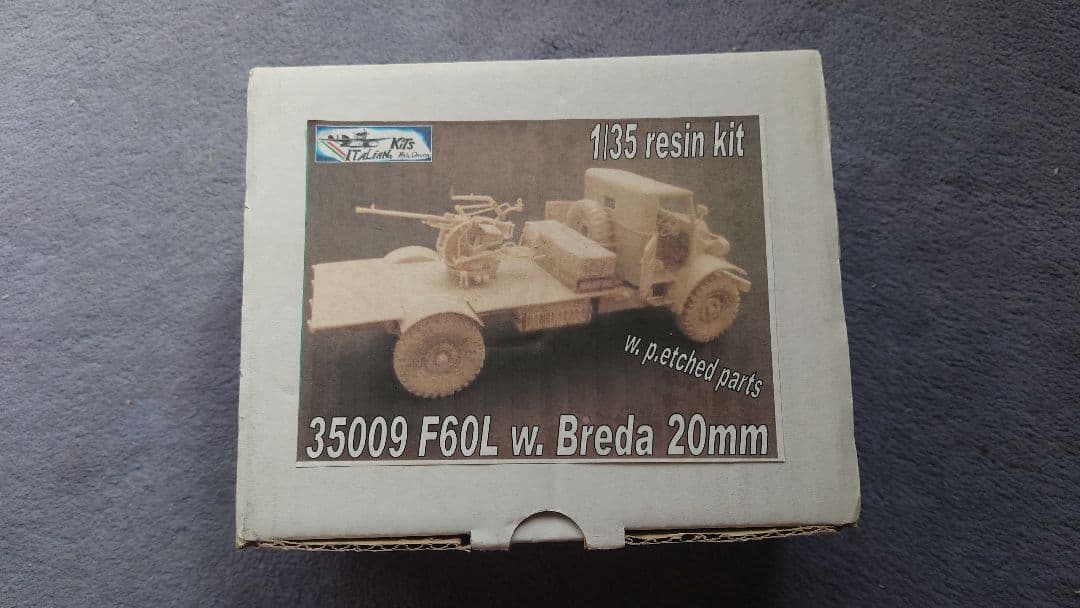 KiTs
ITALIAN
1/35 resin kit
w. p.etched parts
35009 F60L w. Breda 20mm